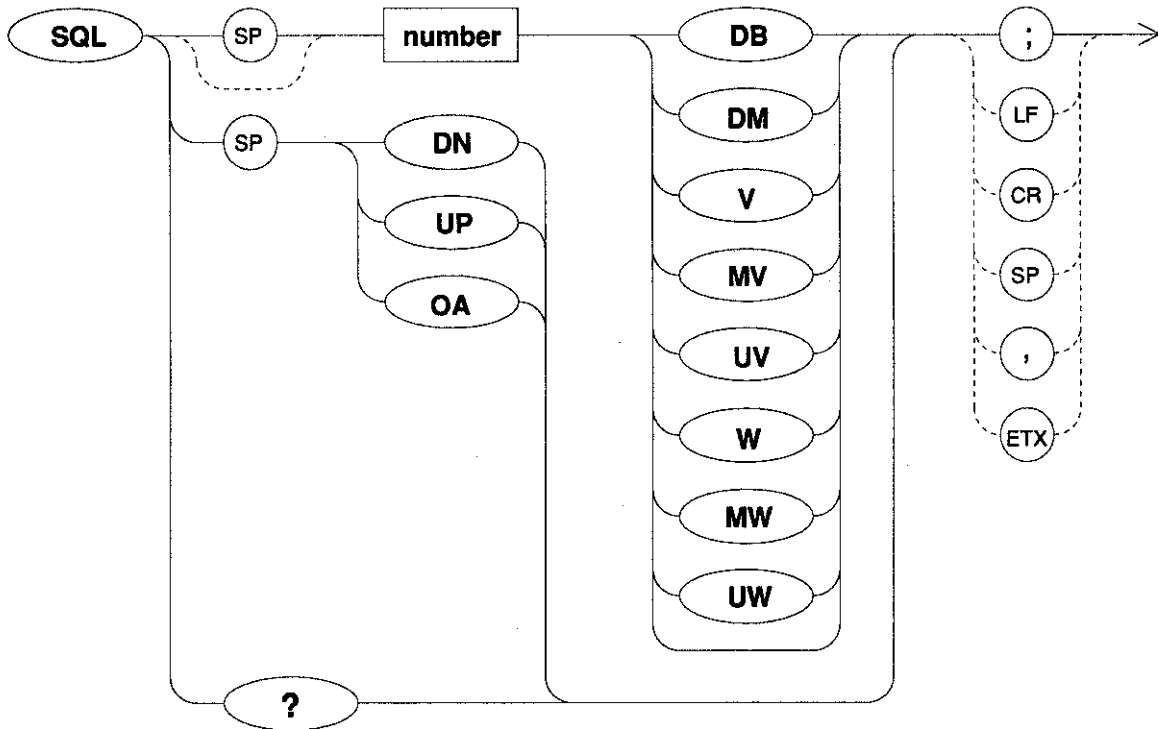 SQL SP number DB ;
DM LF
SP DN
V CR
UP
MV SP
OA
UV ,
W ETX
MW
UW
?